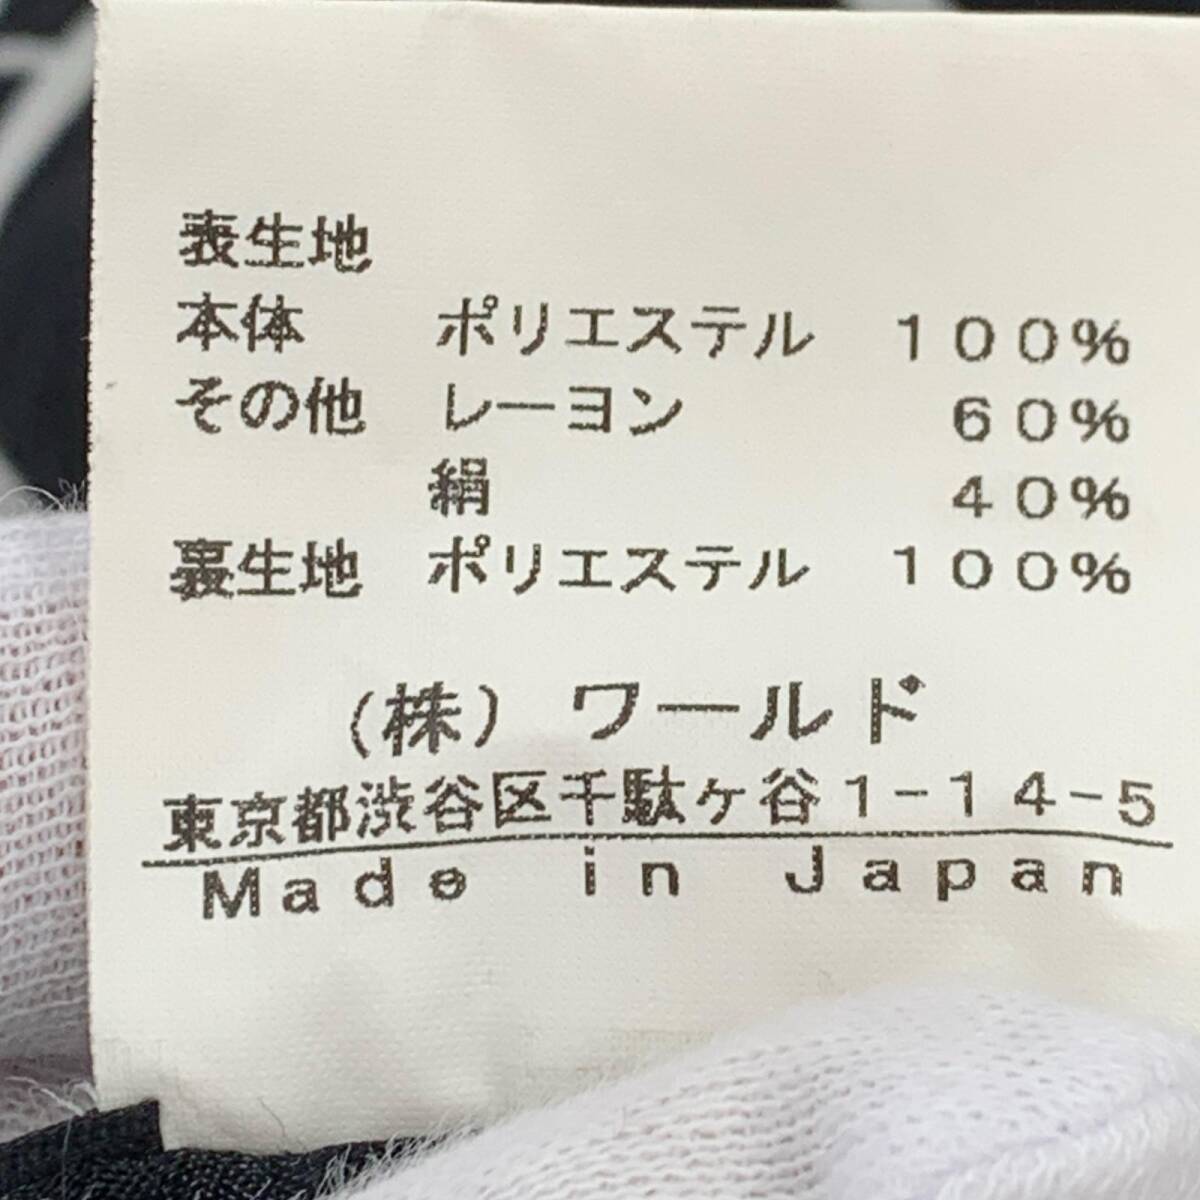 表生地
本体 ポリエステル 100%
その他 レーヨン 60%
絹 40%
裏生地 ポリエステル 100%
(株) ワールド
東京都渋谷区千駄ヶ谷1-14-5
Made in Japan